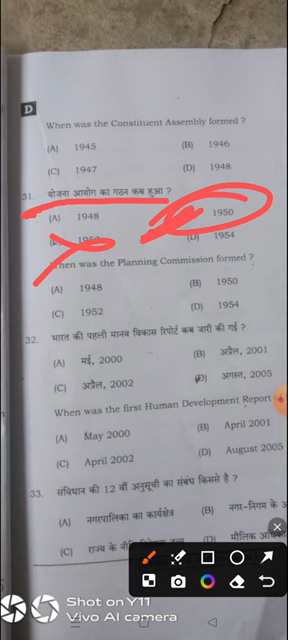 D
When was the Constituent Assembly formed ?
(A) 1945 (B) 1946
(C) 1947 (D) 1948
31. योजना आयोग का गठन कब हुआ ?
(A) 1948 1950
(D) 1954
When was the Planning Commission formed ?
(A) 1948 (B) 1950
(C) 1952 (D) 1954
32. भारत की पहली मानव विकास रिपोर्ट कब जारी की गई ?
(A) मई, 2000 (B) अप्रैल, 2001
(C) अप्रैल, 2002 (D) अगस्त, 2005
When was the first Human Development Report
(A) May 2000 (B) April 2001
(C) April 2002 (D) August 2005
33. संविधान की 12 वीं अनुसूची का संबंध किससे है ?
(A) नगरपालिका का कार्यक्षेत्र (B) नगर-निगम के
(C) राज्य के नीति (D) मौलिक
Shot on Y11
Vivo AI camera